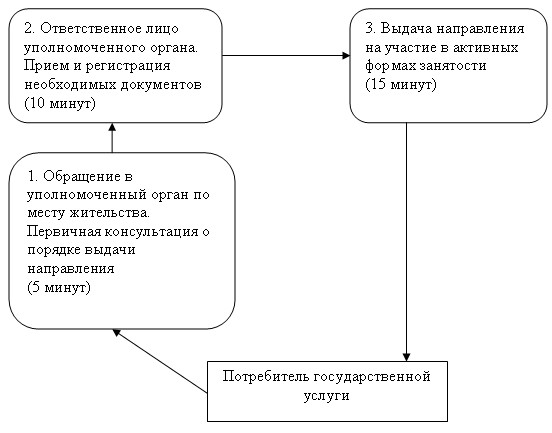 2. Ответственное лицо
уполномоченного органа.
Прием и регистрация
необходимых документов
(10 минут)
3. Выдача направления
на участие в активных
формах занятости
(15 минут)
1. Обращение в
уполномоченный орган по
месту жительства.
Первичная консультация о
порядке выдачи
направления
(5 минут)
Потребитель государственной
услуги